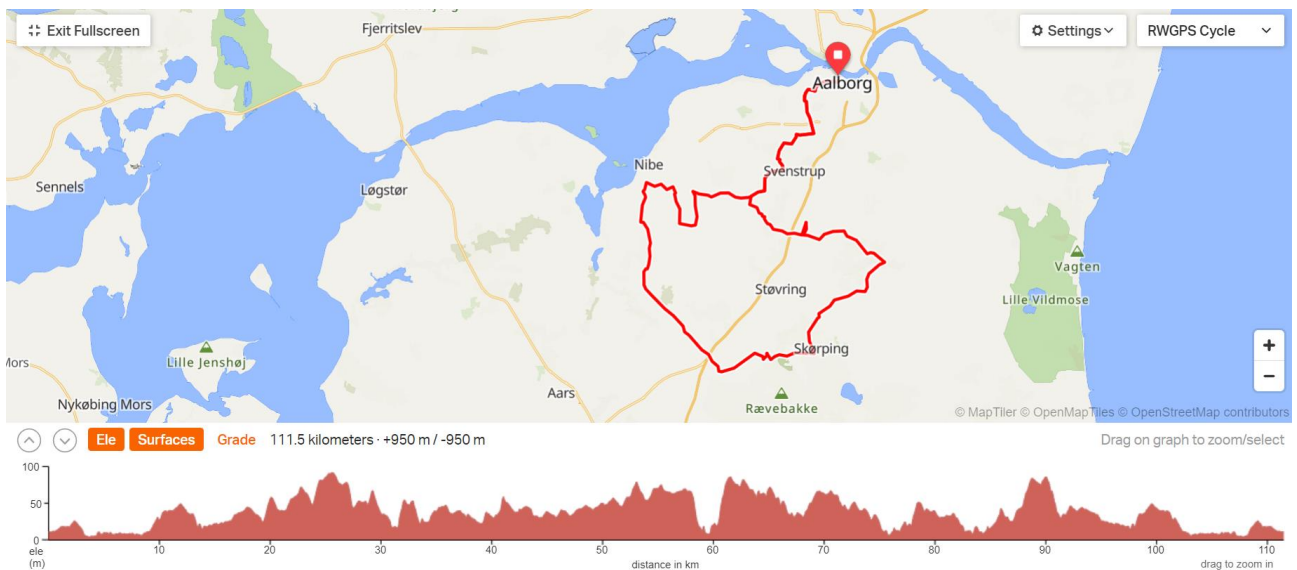 Exit Fullscreen
Fjerritslev
Settings
RWGPS Cycle
Aalborg
Nibe
Svenstrup
Sennels
Løgstør
Vagten
Støvring
Lille Vildmose
Skørping
Lille Jenshøj
Mors
Aars
Nykøbing Mors
Rævebakke
+
−
© MapTiler © OpenMapTiles © OpenStreetMap contributors
Ele Surfaces Grade 111.5 kilometers · +950 m / -950 m
Drag on graph to zoom/select
100
50
0
ele
(m)
10 20 30 40 50 60 70 80 90 100 110
distance in km
drag to zoom in